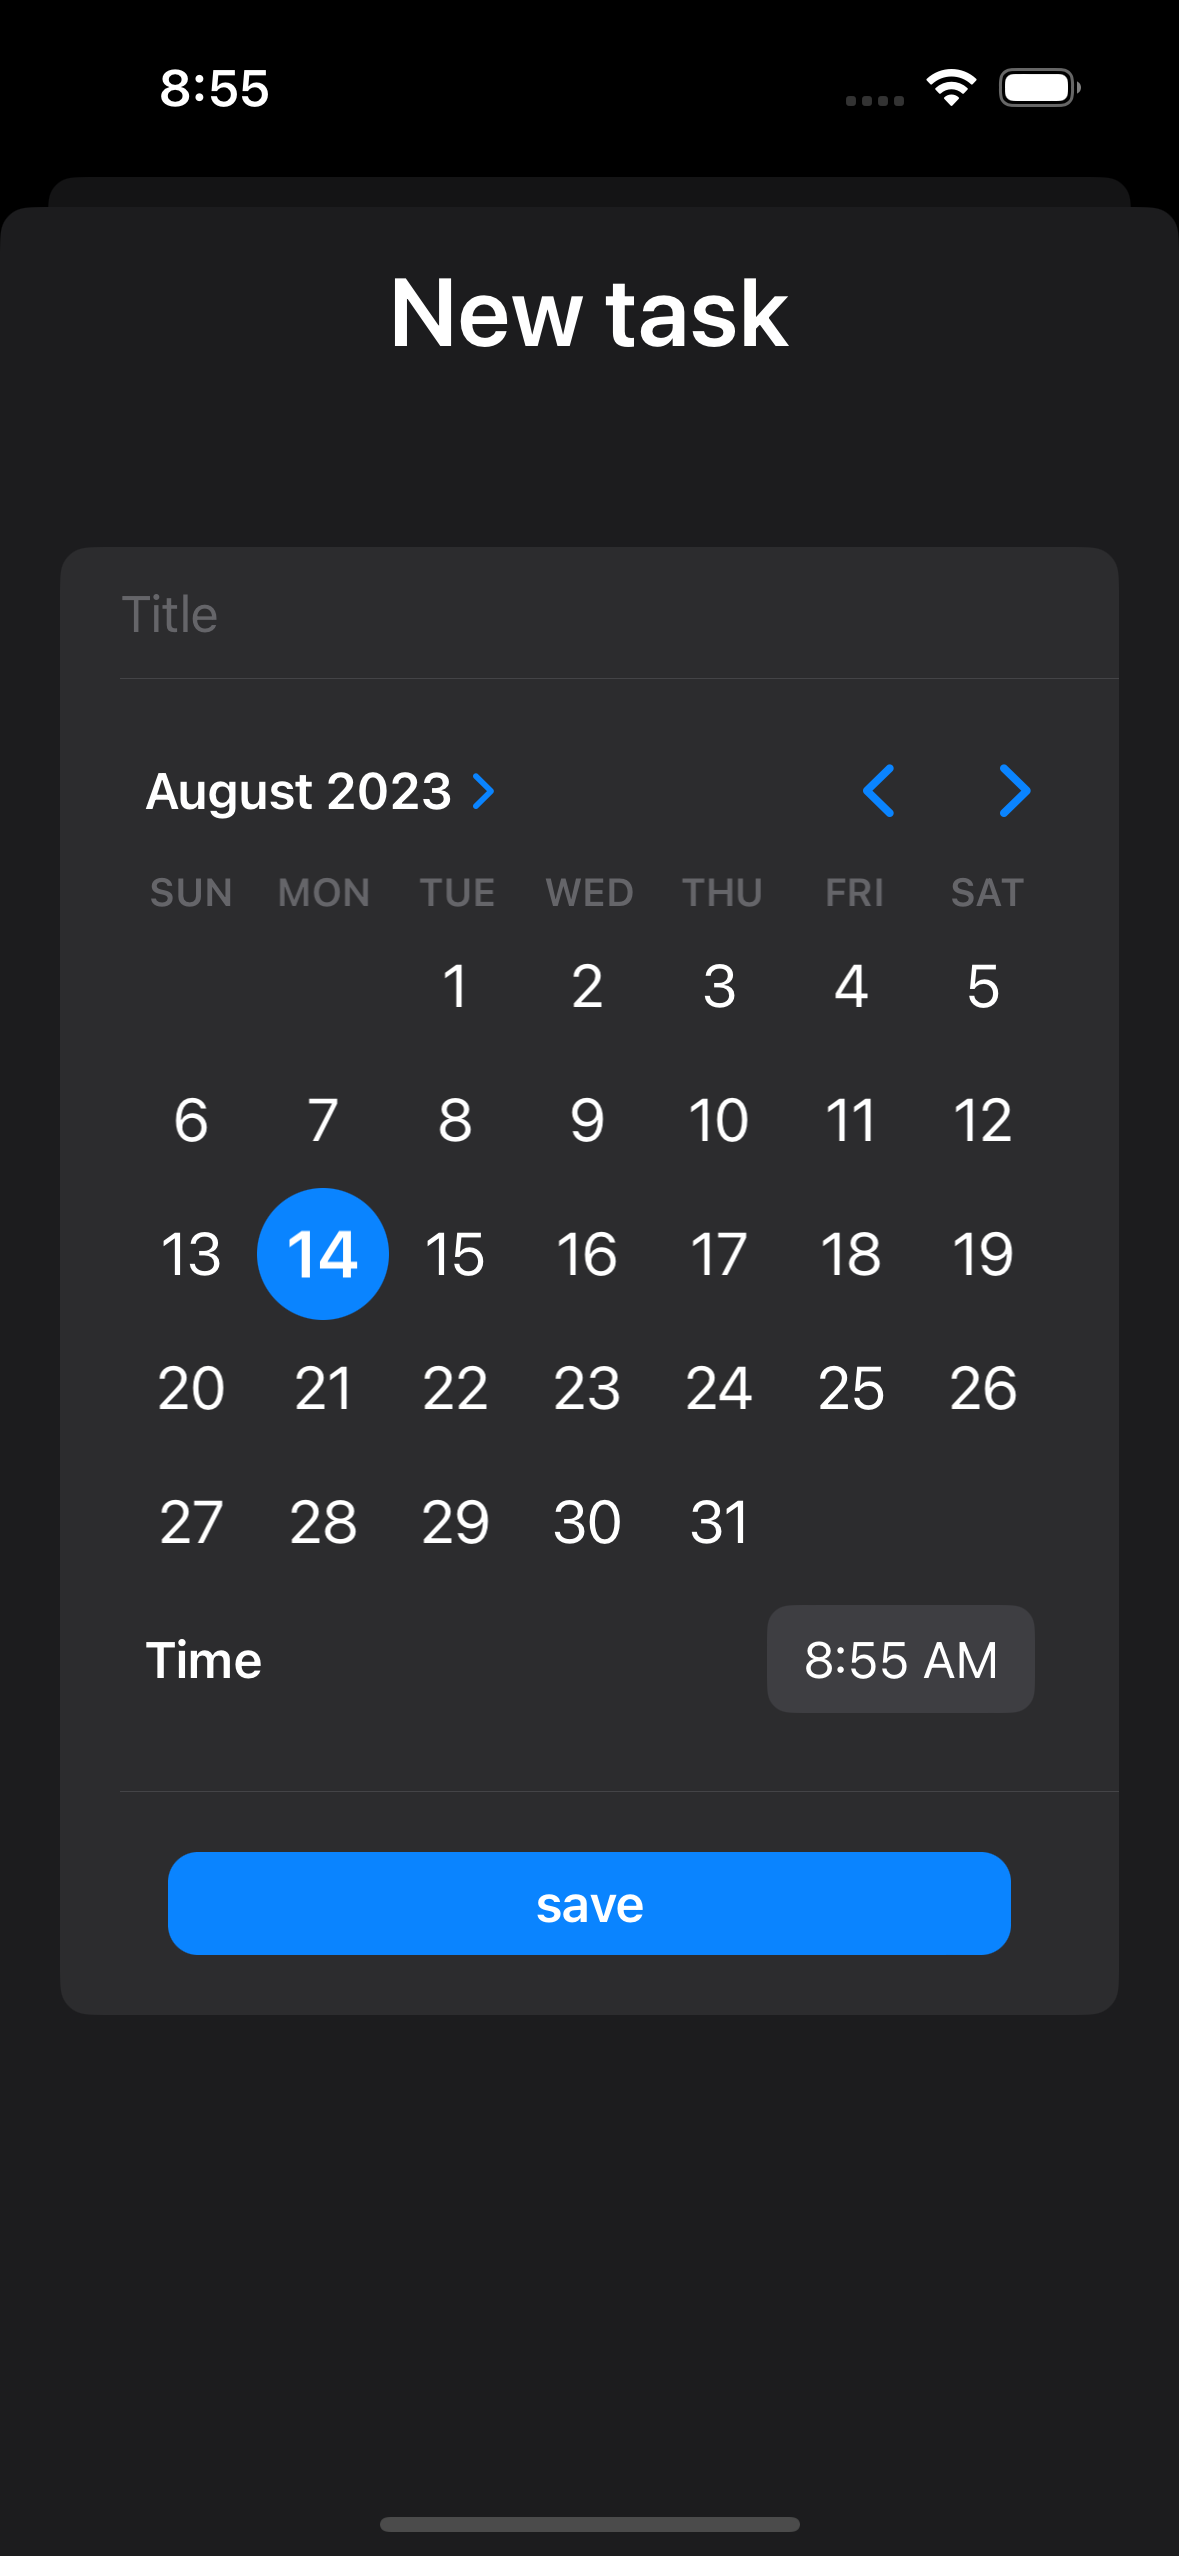 8:55
New task
Title
August 2023
SUN MON TUE WED THU FRI SAT
1 2 3 4 5
6 7 8 9 10 11 12
13 14 15 16 17 18 19
20 21 22 23 24 25 26
27 28 29 30 31
Time 8:55 AM
save